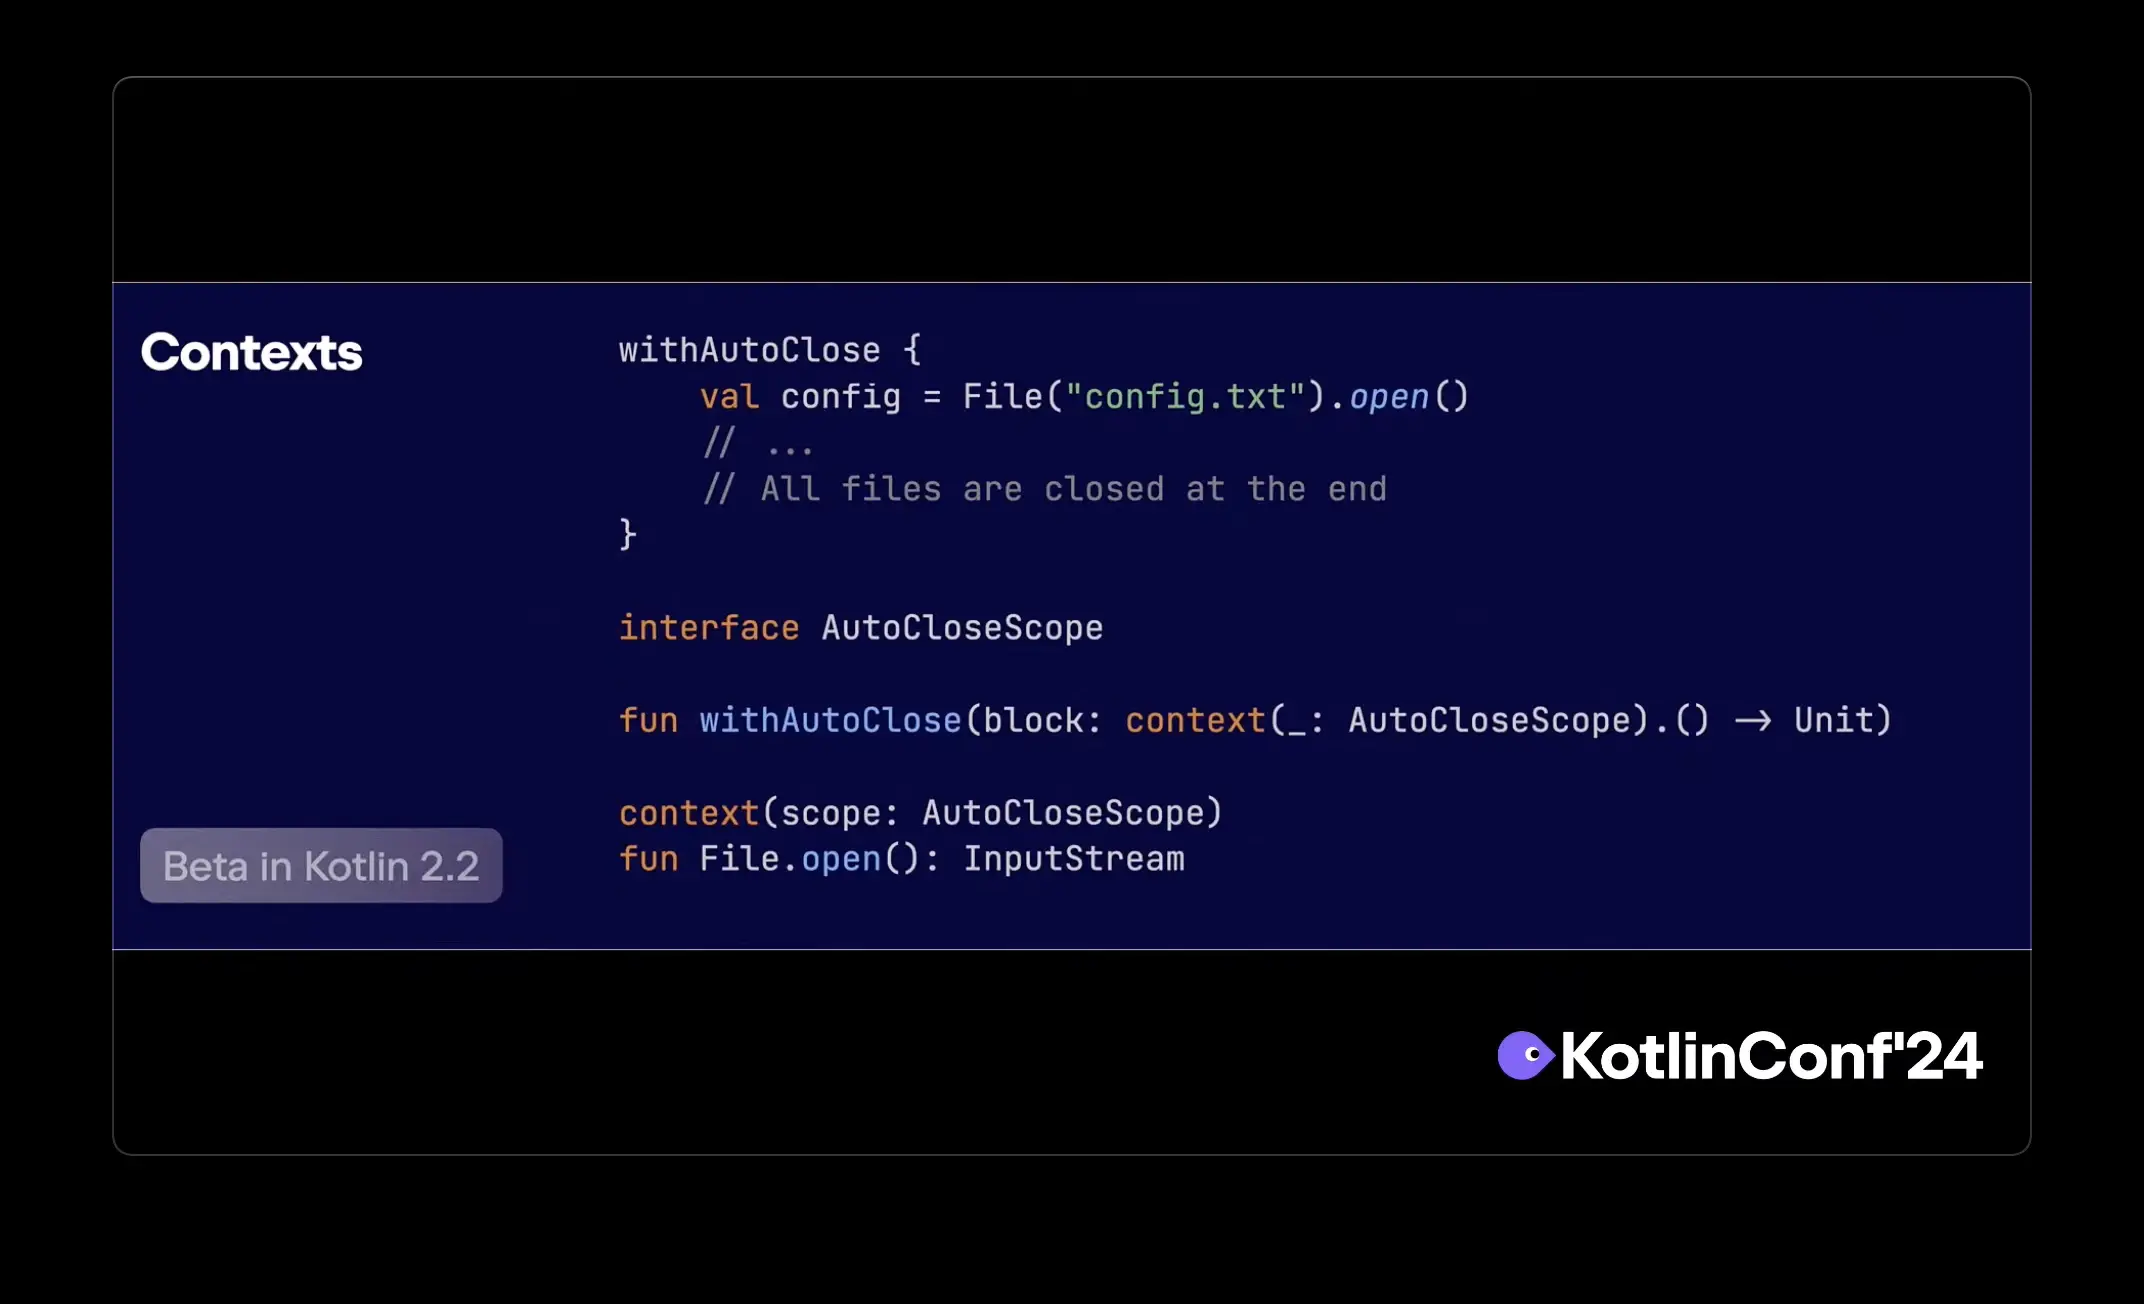 Contexts
withAutoClose {
    val config = File("config.txt").open()
    // ...
    // All files are closed at the end
}
interface AutoCloseScope
fun withAutoClose(block: context(_: AutoCloseScope).() -> Unit)
context(scope: AutoCloseScope)
fun File.open(): InputStream
Beta in Kotlin 2.2
KotlinConf'24